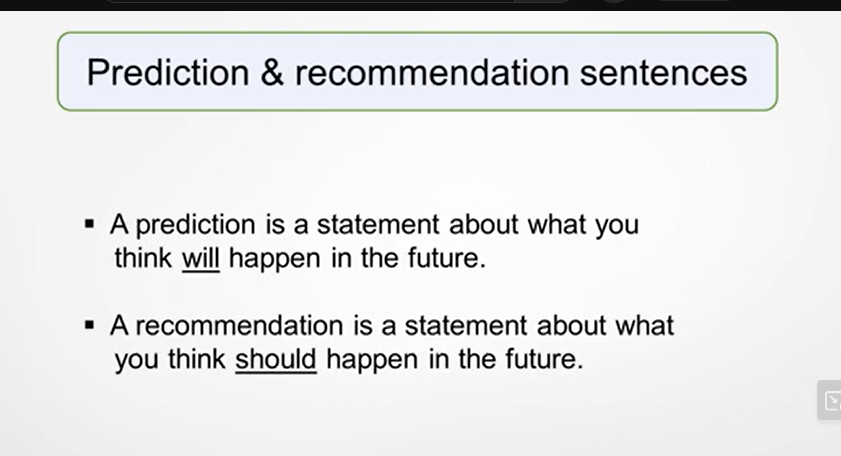 Prediction & recommendation sentences
▪ A prediction is a statement about what you
think will happen in the future.
▪ A recommendation is a statement about what
you think should happen in the future.